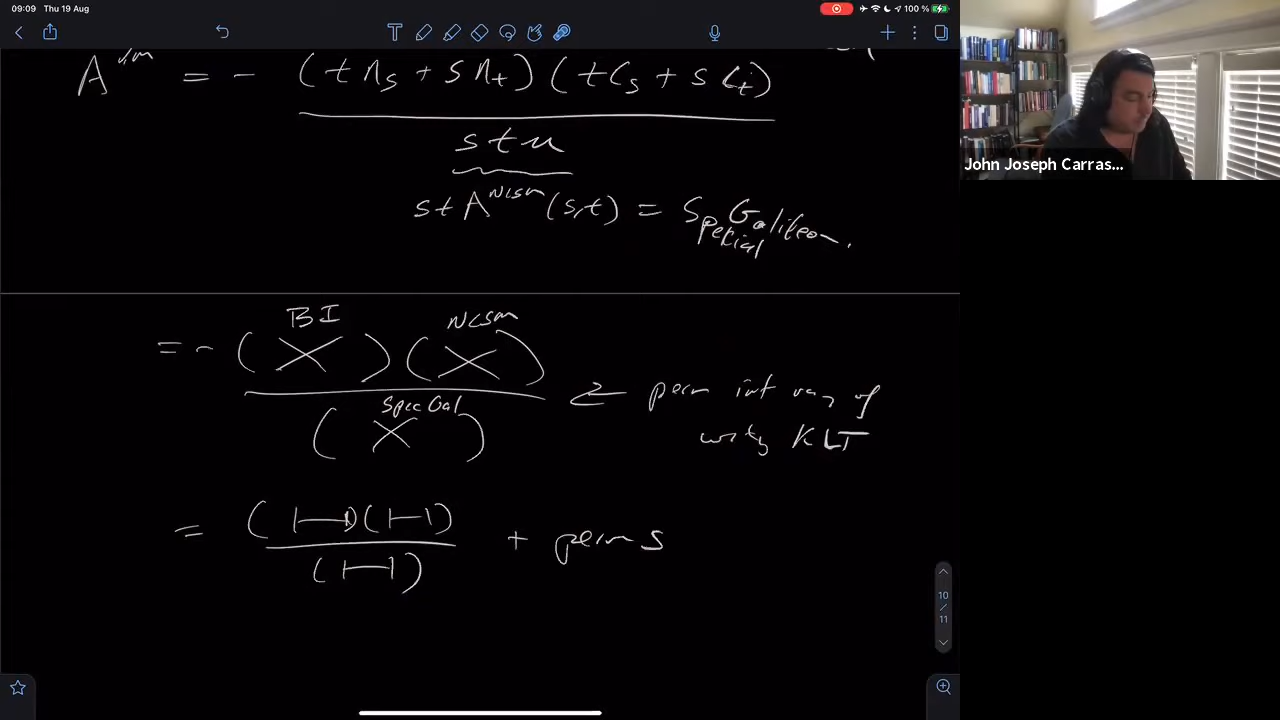 09:09 Thu 19 Aug
100 %
= - (t n_s + s n_t) (t c_s + s c_t)
s t u
s t A^{NLSM} (s,t) = Special Galileon.
BI NLSM
= - ( ) ( )
Spec Gal
( )
perm inv way of
writing KLT
= ( ) ( ) + perms
( )
10
/
11
John Joseph Carras...